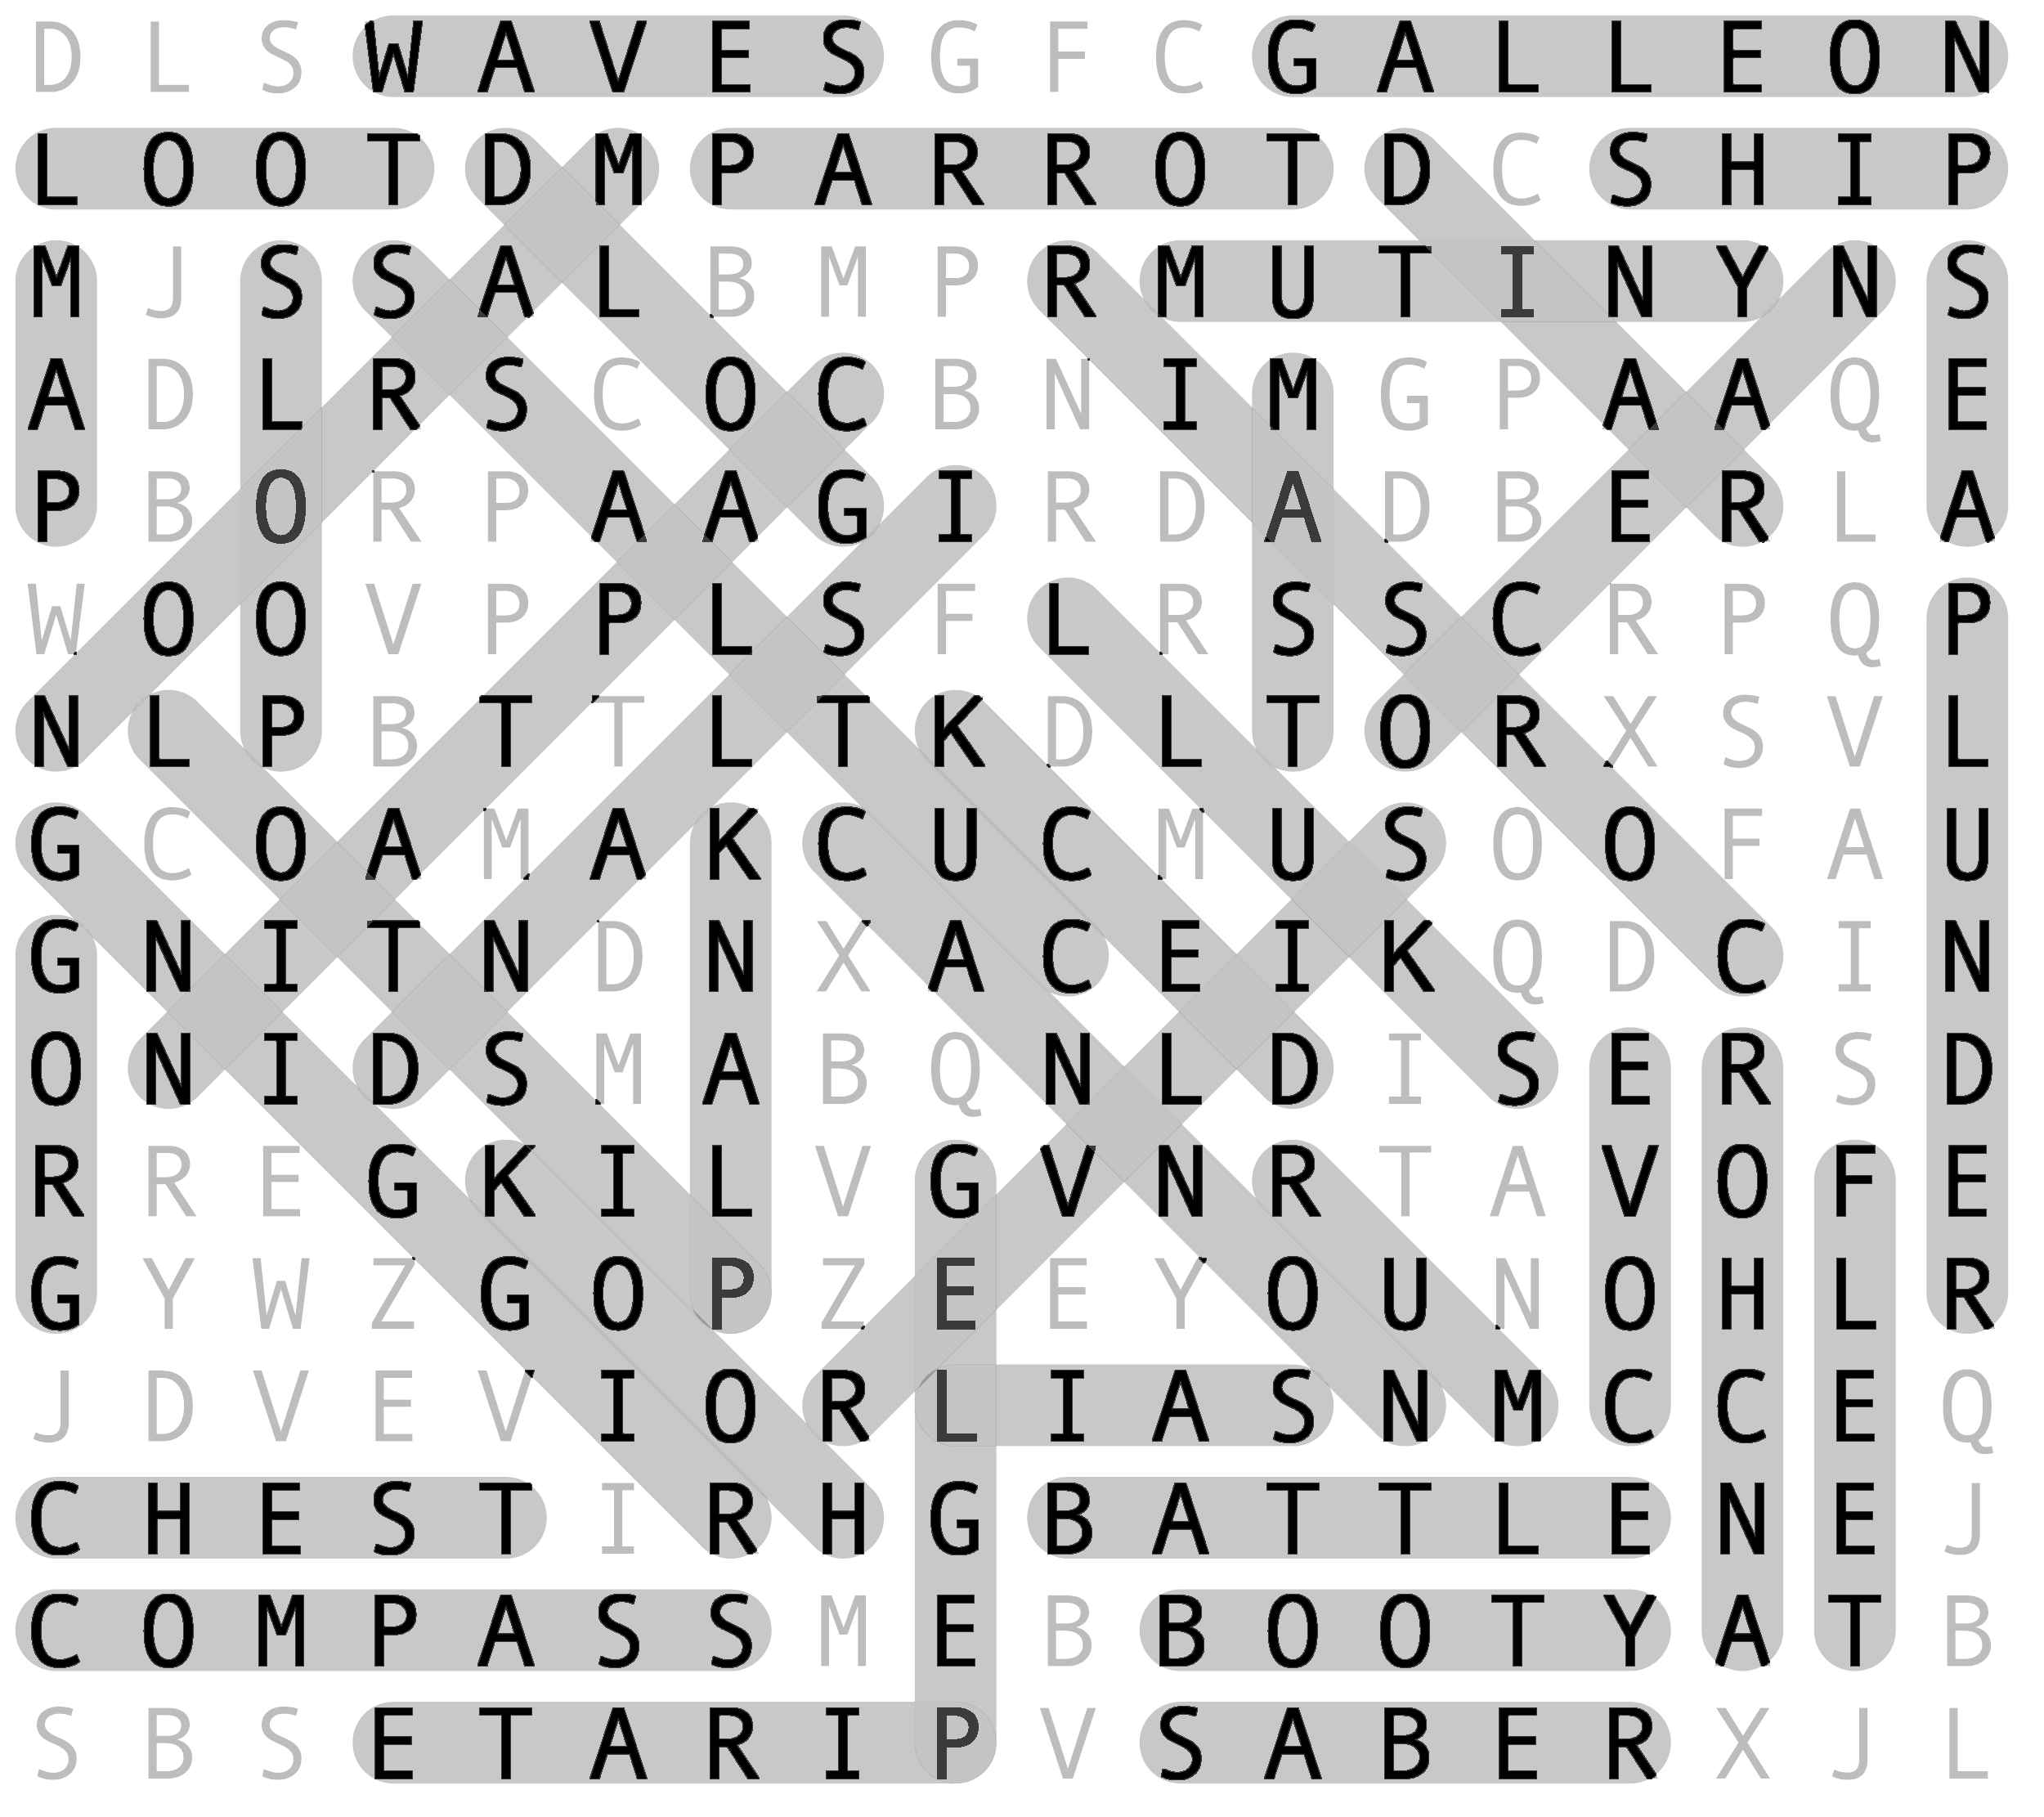 D L S W A V E S G F C G A L L E O N
L O O T D M P A R R O T D C S H I P
M J S S A L B M P R M U T I N Y N S
A D L R S C O C B N I M G P A A Q E
P B O R P A A G I R D A D B E R L A
W O O V P P L S F L R S S C R P Q P
N L P B T T L T K D L T O R X S V L
G C O A M A K C U C M U S O O F A U
G N I T N D N X A C E I K Q D C I N
O N I D S M A B Q N L D I S E R S D
R R E G K I L V G V N R T A V O F E
G Y W Z G O P Z E E Y O U N O H L R
J D V E V I O R L I A S N M C C E Q
C H E S T I R H G B A T T L E N E J
C O M P A S S M E B B O O T Y A T B
S B S E T A R I P V S A B E R X J L